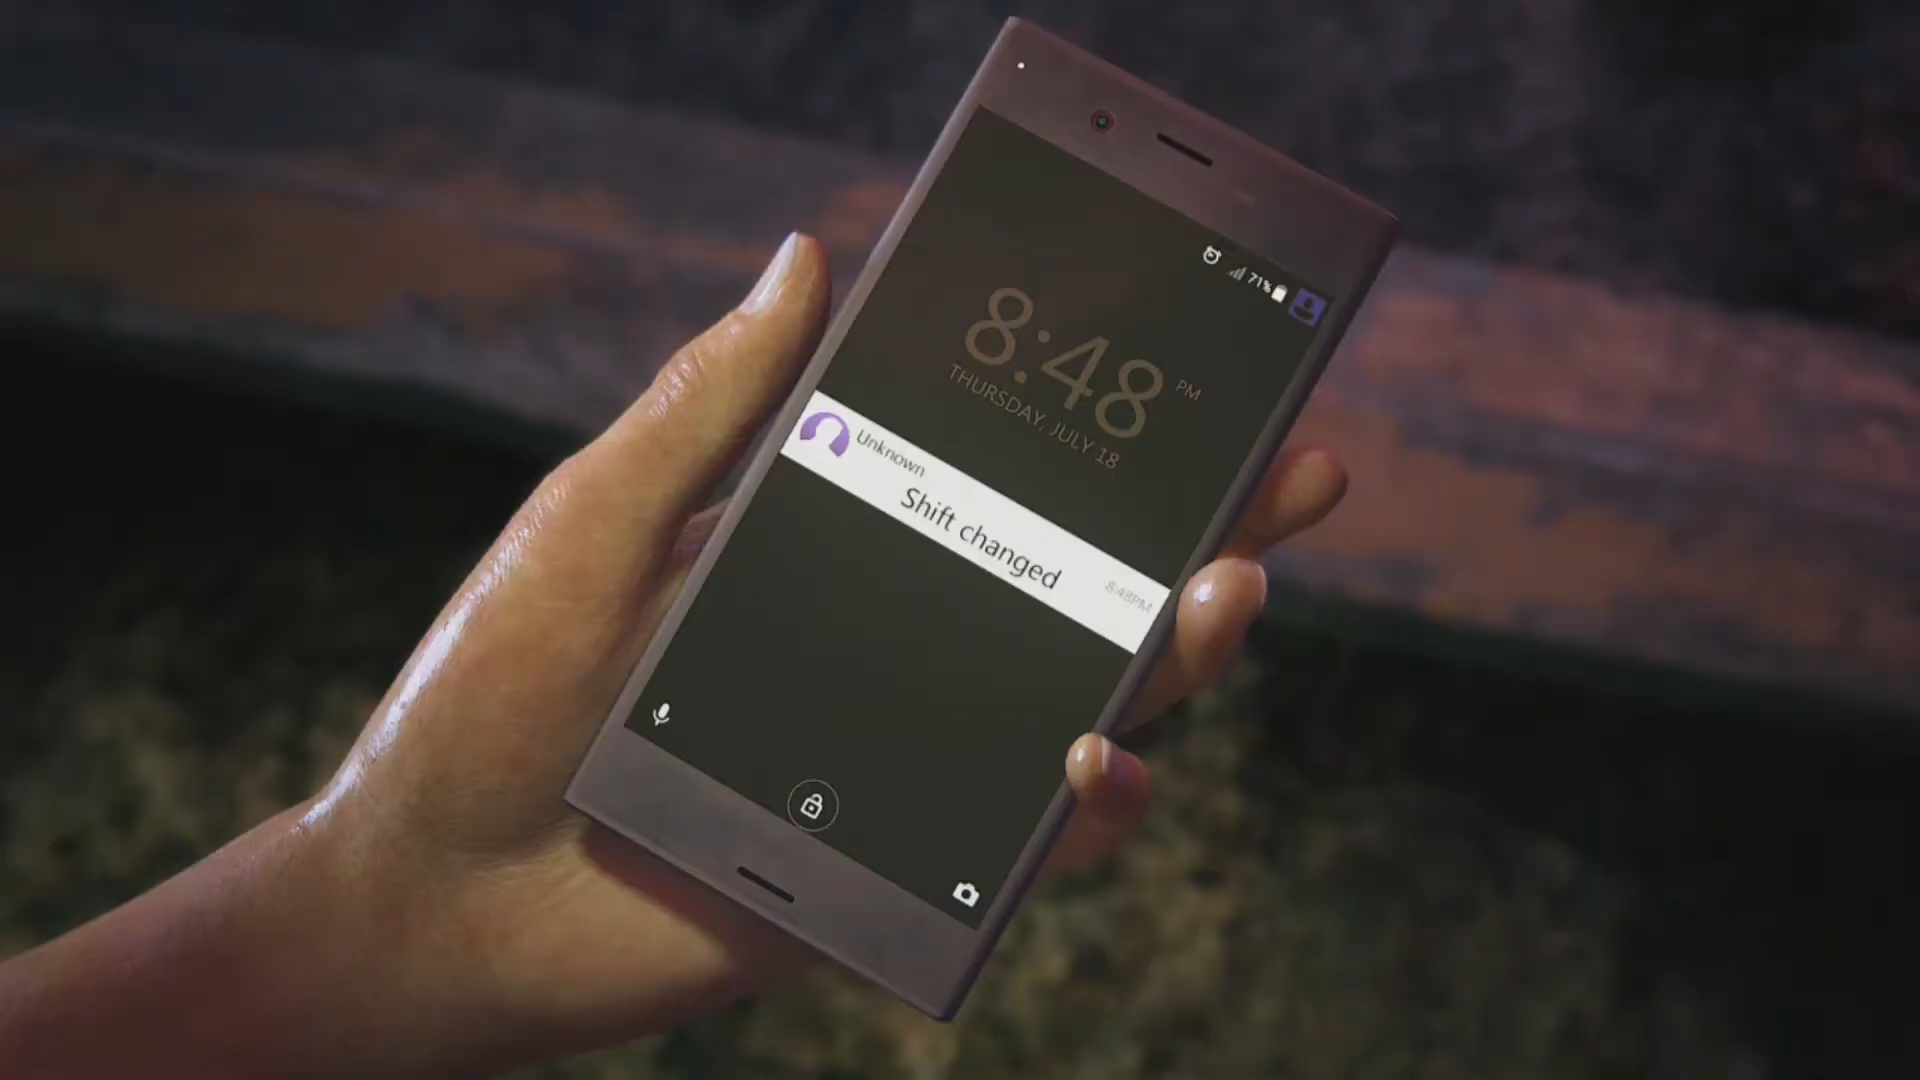 71%
8:48 PM
THURSDAY, JULY 18
Unknown
Shift changed
8:48PM